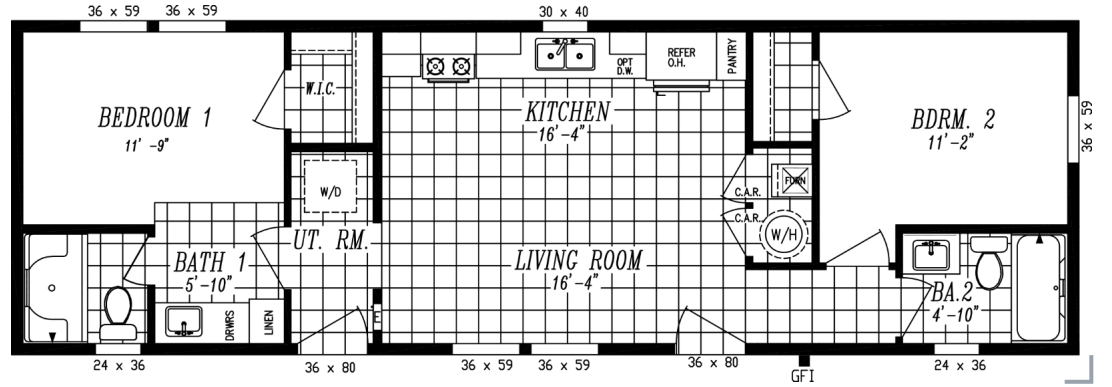 36 x 59
36 x 59
30 x 40
BEDROOM 1
11' -9"
W.I.C.
KITCHEN
16'-4"
OPT
D.W.
REFER
O.H.
PANTRY
BDRM. 2
11'-2"
36 x 59
W/D
UT. RM.
C.A.R.
C.A.R.
FURN
W/H
BATH 1
5'-10"
DRWRS
LINEN
LIVING ROOM
16'-4"
E
BA.2
4'-10"
24 x 36
36 x 80
36 x 59
36 x 59
36 x 80
GFI
24 x 36